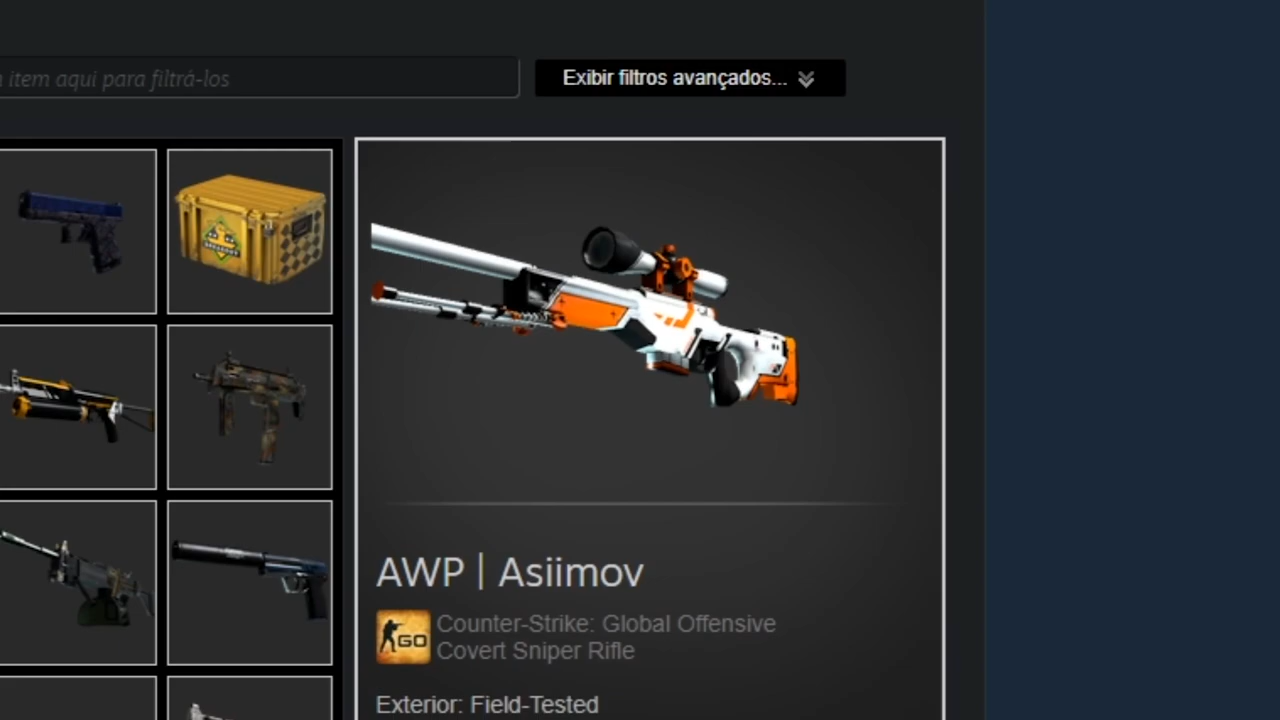 item aqui para filtrá-los
Exibir filtros avançados...
AWP | Asiimov
GO
Counter-Strike: Global Offensive
Covert Sniper Rifle
Exterior: Field-Tested